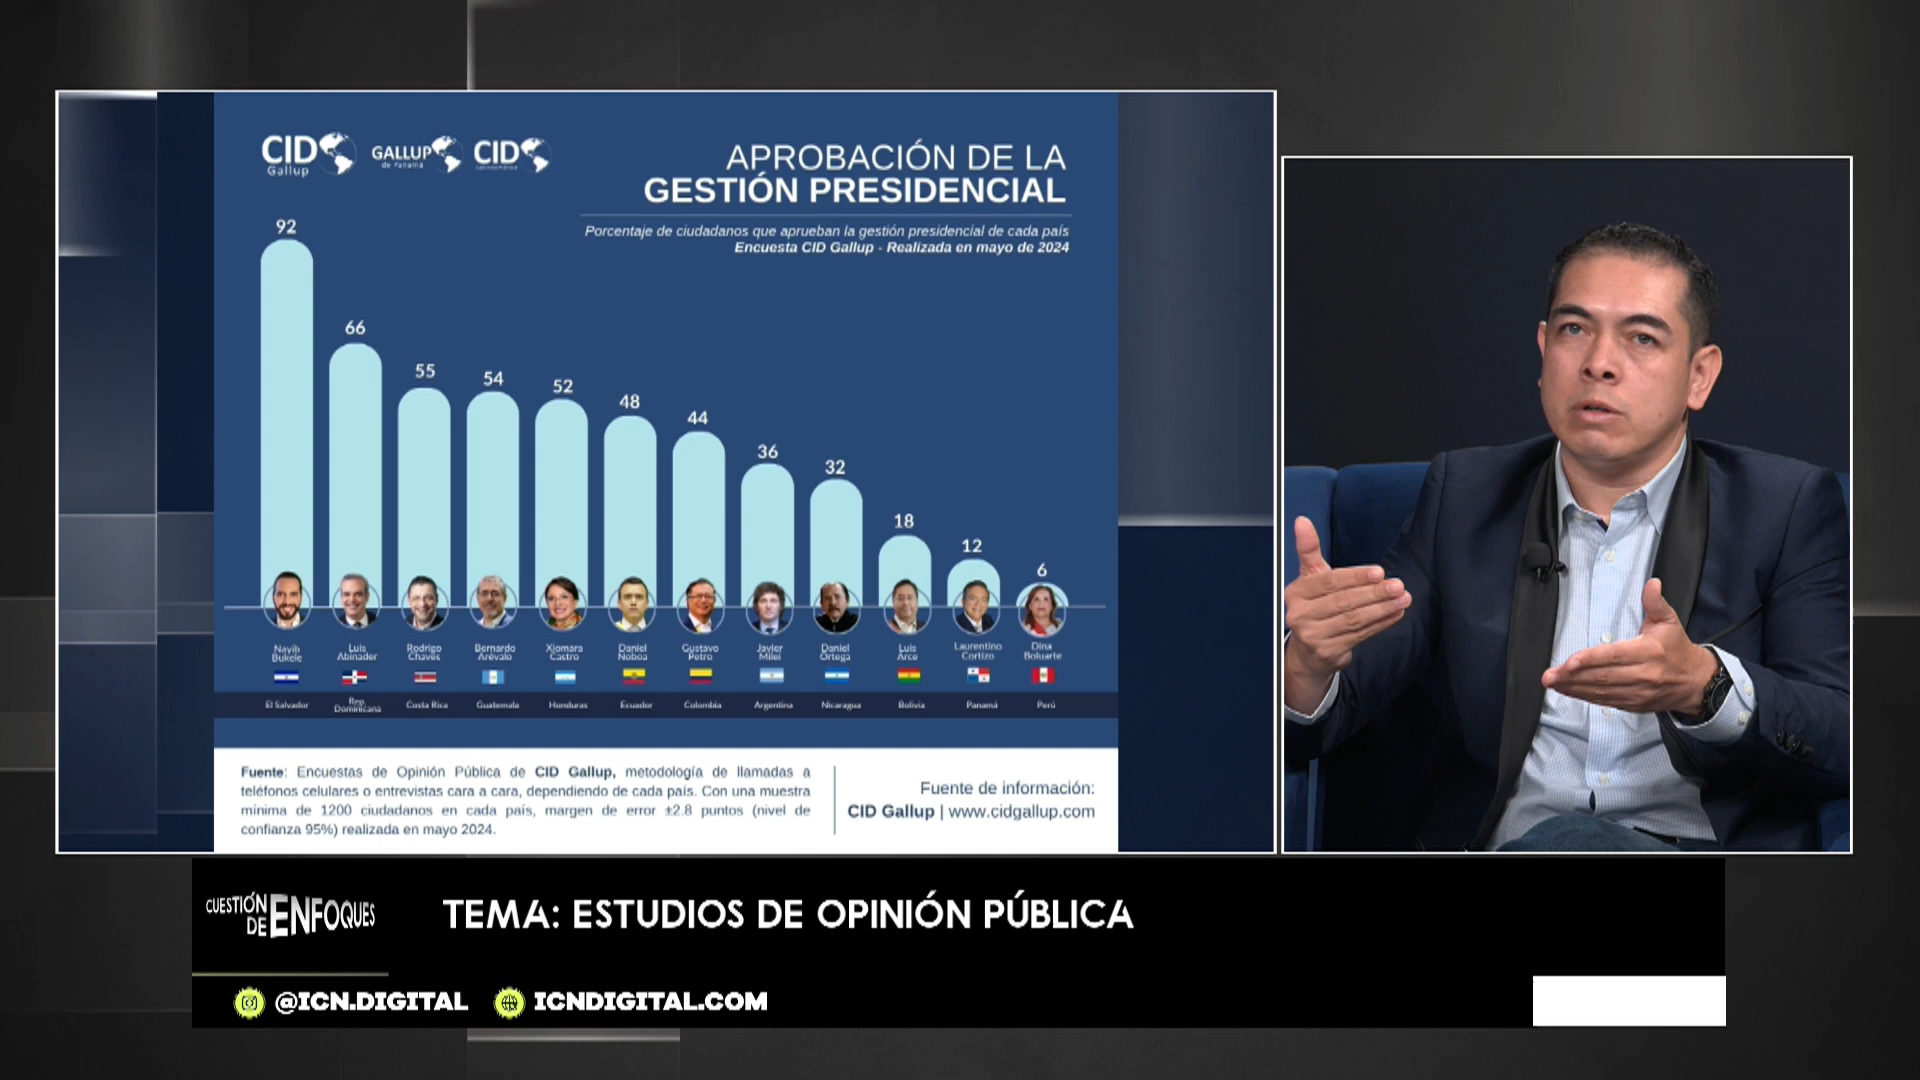 CID
Gallup
GALLUP
de Panamá
CID
Latinoamérica
APROBACIÓN DE LA
GESTIÓN PRESIDENCIAL
Porcentaje de ciudadanos que aprueban la gestión presidencial de cada país
Encuesta CID Gallup - Realizada en mayo de 2024
92
66
55
54
52
48
44
36
32
18
12
6
Nayib
Bukele
Luis
Abinader
Rodrigo
Chaves
Bernardo
Arévalo
Xiomara
Castro
Daniel
Noboa
Gustavo
Petro
Javier
Milei
Daniel
Ortega
Luis
Arce
Laurentino
Cortizo
Dina
Boluarte
El Salvador
Rep.
Dominicana
Costa Rica
Guatemala
Honduras
Ecuador
Colombia
Argentina
Nicaragua
Bolivia
Panamá
Perú
Fuente: Encuestas de Opinión Pública de CID Gallup, metodología de llamadas a
teléfonos celulares o entrevistas cara a cara, dependiendo de cada país. Con una muestra
mínima de 1200 ciudadanos en cada país, margen de error ±2.8 puntos (nivel de
confianza 95%) realizada en mayo 2024.
Fuente de información:
CID Gallup | www.cidgallup.com
CUESTIÓN
DE ENFOQUES
TEMA: ESTUDIOS DE OPINIÓN PÚBLICA
@ICN.DIGITAL
ICNDIGITAL.COM